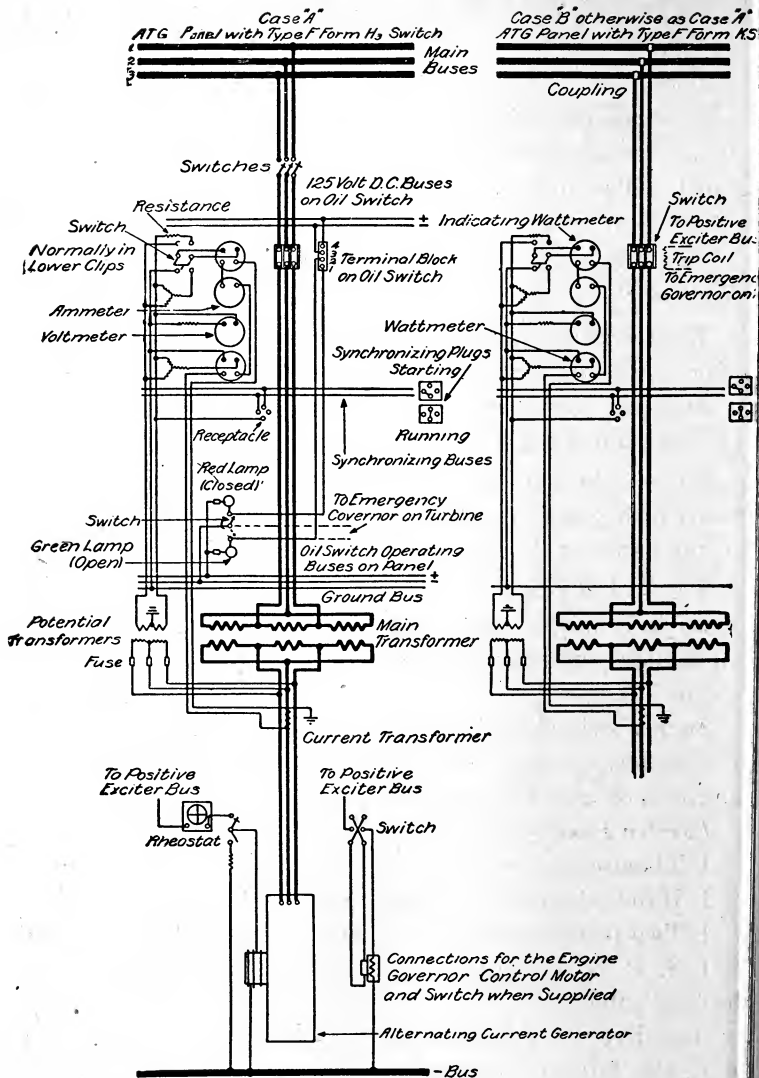 Case "A"
ATG Panel with Type F Form H3 Switch
1
2
3
Main
Buses
Case "B" otherwise as Case "A"
ATG Panel with Type F Form KS
Coupling
Switches
125 Volt D.C. Buses
on Oil Switch
±
Resistance
Switch
Normally in
Lower Clips
4
3
2
1
Terminal Block
on Oil Switch
Ammeter
Voltmeter
Indicating Wattmeter
Switch
To Positive
Exciter Bus
Trip Coil
To Emergency
Governor on
Wattmeter
Synchronizing Plugs
Starting
Running
Receptacle
Synchronizing Buses
Red Lamp
(Closed)
Switch
To Emergency
Governor on Turbine
Green Lamp
(Open)
Oil Switch Operating
Buses on Panel
±
Ground Bus
Potential
Transformers
Fuse
Main
Transformer
Current Transformer
To Positive
Exciter Bus
Rheostat
To Positive
Exciter Bus
Switch
Connections for the Engine
Governor Control Motor
and Switch when Supplied
Alternating Current Generator
- Bus